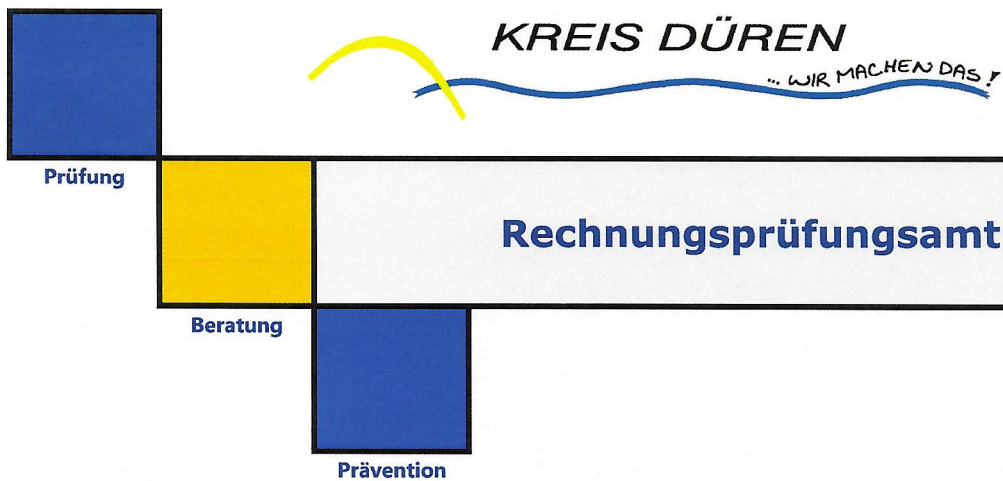 KREIS DÜREN
... WIR MACHEN DAS !
Prüfung
Rechnungsprüfungsamt
Beratung
Prävention